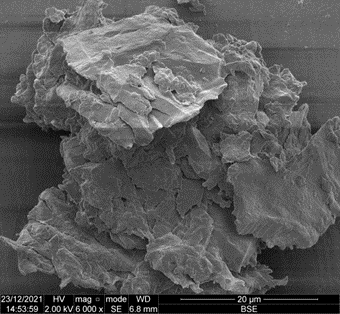 23/12/2021 HV mag ¤ mode WD 20 μm
14:53:59 2.00 kV 6 000 x SE 6.8 mm BSE